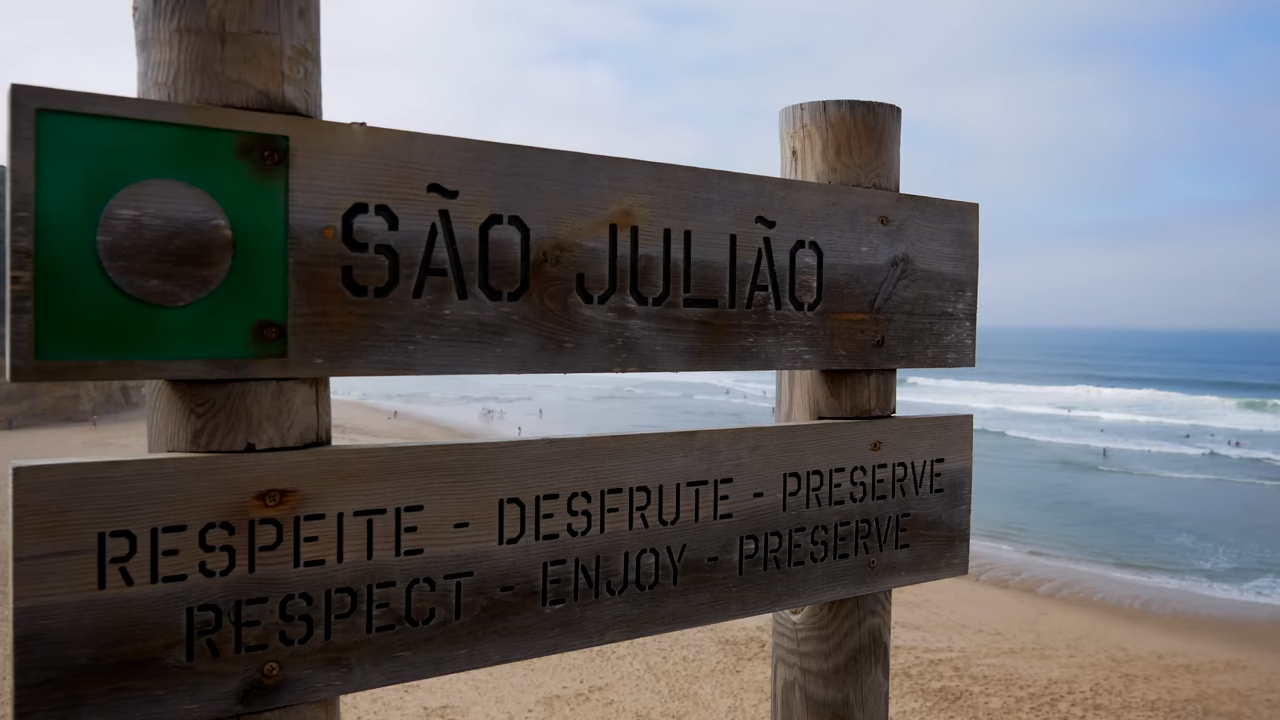 SÃO JULIÃO
RESPEITE - DESFRUTE - PRESERVE
RESPECT - ENJOY - PRESERVE